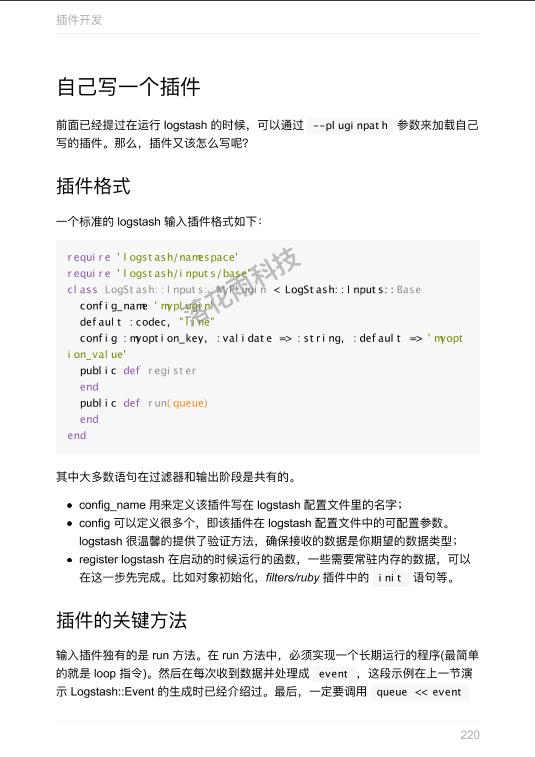 插件开发
自己写一个插件
前面已经提过在运行 logstash 的时候，可以通过 --pluginpath 参数来加载自己
写的插件。那么，插件又该怎么写呢?
插件格式
一个标准的 logstash 输入插件格式如下：
require 'logstash/namespace'
require 'logstash/inputs/base'
class LogStash::Inputs::MyPlugin < LogStash::Inputs::Base
config_name 'myplugin'
default :codec, "line"
config :myoption_key, :validate => :string, :default => 'myopt
ion_value'
public def register
end
public def run(queue)
end
end
落花雨科技
其中大多数语句在过滤器和输出阶段是共有的。
● config_name 用来定义该插件写在 logstash 配置文件里的名字；
● config 可以定义很多个，即该插件在 logstash 配置文件中的可配置参数。
logstash 很温馨的提供了验证方法，确保接收的数据是你期望的数据类型；
● register logstash 在启动的时候运行的函数，一些需要常驻内存的数据，可以
在这一步先完成。比如对象初始化，filters/ruby 插件中的 init 语句等。
插件的关键方法
输入插件独有的是 run 方法。在 run 方法中，必须实现一个长期运行的程序(最简单
的就是 loop 指令)。然后在每次收到数据并处理成 event ，这段示例在上一节演
示 Logstash::Event 的生成时已经介绍过。最后，一定要调用 queue << event
220